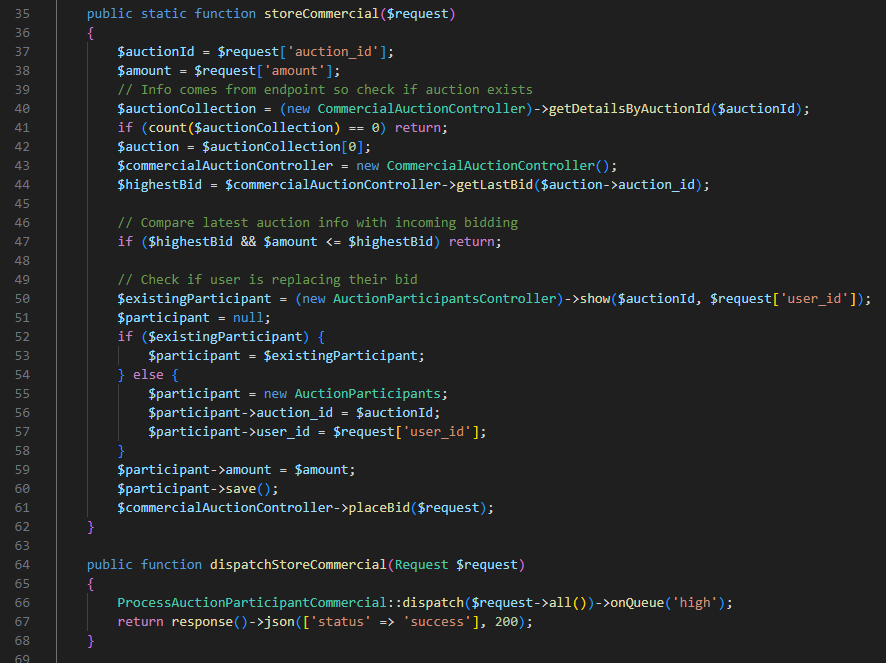 35 public static function storeCommercial($request)
36 {
37 $auctionId = $request['auction_id'];
38 $amount = $request['amount'];
39 // Info comes from endpoint so check if auction exists
40 $auctionCollection = (new CommercialAuctionController)->getDetailsByAuctionId($auctionId);
41 if (count($auctionCollection) == 0) return;
42 $auction = $auctionCollection[0];
43 $commercialAuctionController = new CommercialAuctionController();
44 $highestBid = $commercialAuctionController->getLastBid($auction->auction_id);
45
46 // Compare latest auction info with incoming bidding
47 if ($highestBid && $amount <= $highestBid) return;
48
49 // Check if user is replacing their bid
50 $existingParticipant = (new AuctionParticipantsController)->show($auctionId, $request['user_id']);
51 $participant = null;
52 if ($existingParticipant) {
53 $participant = $existingParticipant;
54 } else {
55 $participant = new AuctionParticipants;
56 $participant->auction_id = $auctionId;
57 $participant->user_id = $request['user_id'];
58 }
59 $participant->amount = $amount;
60 $participant->save();
61 $commercialAuctionController->placeBid($request);
62 }
63
64 public function dispatchStoreCommercial(Request $request)
65 {
66 ProcessAuctionParticipantCommercial::dispatch($request->all())->onQueue('high');
67 return response()->json(['status' => 'success'], 200);
68 }
69